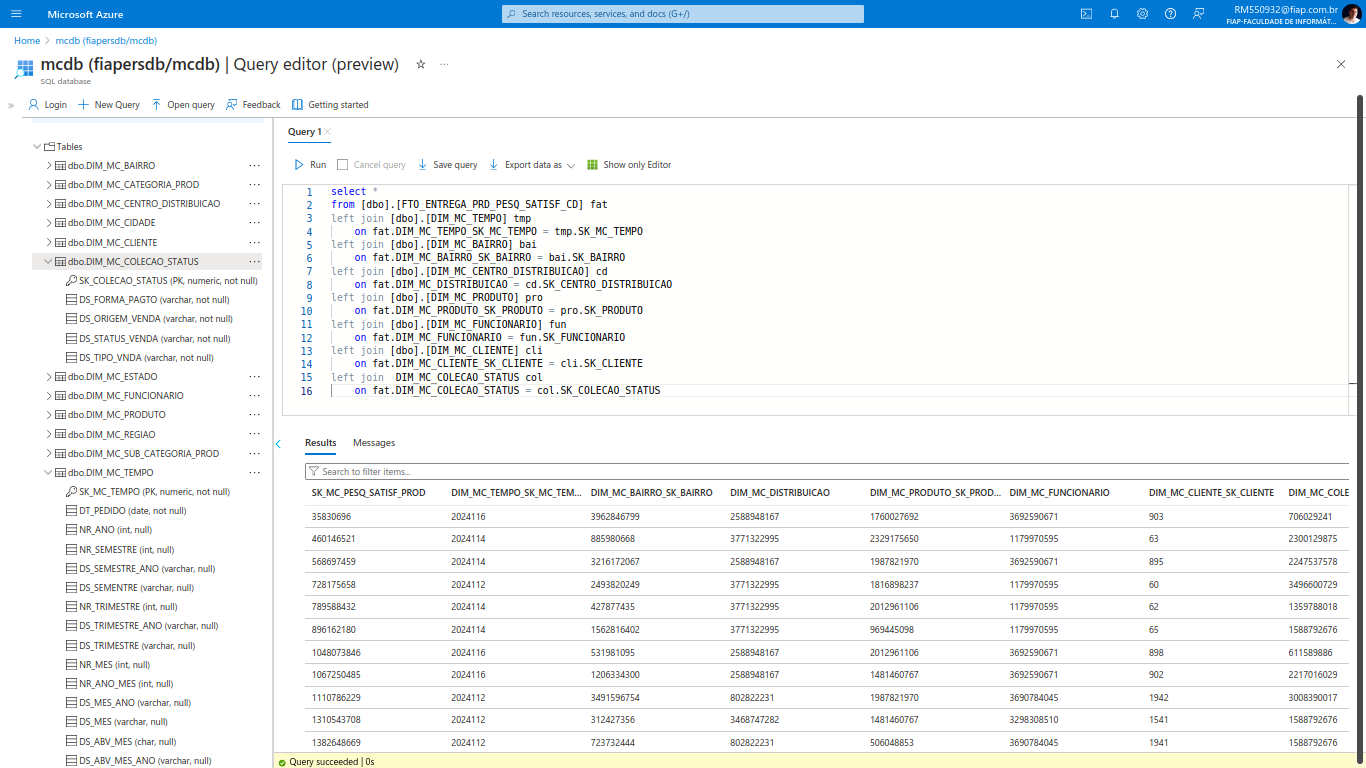 Microsoft Azure
Search resources, services, and docs (G+/)
RM550932@fiap.com.br
FIAP-FACULDADE DE INFORMÁT...
Home > mcdb (fiapersdb/mcdb)
mcdb (fiapersdb/mcdb) | Query editor (preview)
SQL database
Login
New Query
Open query
Feedback
Getting started
Tables
dbo.DIM_MC_BAIRRO
dbo.DIM_MC_CATEGORIA_PROD
dbo.DIM_MC_CENTRO_DISTRIBUICAO
dbo.DIM_MC_CIDADE
dbo.DIM_MC_CLIENTE
dbo.DIM_MC_COLECAO_STATUS
SK_COLECAO_STATUS (PK, numeric, not null)
DS_FORMA_PAGTO (varchar, not null)
DS_ORIGEM_VENDA (varchar, not null)
DS_STATUS_VENDA (varchar, not null)
DS_TIPO_VNDA (varchar, not null)
dbo.DIM_MC_ESTADO
dbo.DIM_MC_FUNCIONARIO
dbo.DIM_MC_PRODUTO
dbo.DIM_MC_REGIAO
dbo.DIM_MC_SUB_CATEGORIA_PROD
dbo.DIM_MC_TEMPO
SK_MC_TEMPO (PK, numeric, not null)
DT_PEDIDO (date, not null)
NR_ANO (int, null)
NR_SEMESTRE (int, null)
DS_SEMESTRE_ANO (varchar, null)
DS_SEMENTRE (varchar, null)
NR_TRIMESTRE (int, null)
DS_TRIMESTRE_ANO (varchar, null)
DS_TRIMESTRE (varchar, null)
NR_MES (int, null)
NR_ANO_MES (int, null)
DS_MES_ANO (varchar, null)
DS_MES (varchar, null)
DS_ABV_MES (char, null)
DS_ABV_MES_ANO (varchar, null)
Query 1
Run
Cancel query
Save query
Export data as
Show only Editor
1 select *
2 from [dbo].[FTO_ENTREGA_PRD_PESQ_SATISF_CD] fat
3 left join [dbo].[DIM_MC_TEMPO] tmp
4 on fat.DIM_MC_TEMPO_SK_MC_TEMPO = tmp.SK_MC_TEMPO
5 left join [dbo].[DIM_MC_BAIRRO] bai
6 on fat.DIM_MC_BAIRRO_SK_BAIRRO = bai.SK_BAIRRO
7 left join [dbo].[DIM_MC_CENTRO_DISTRIBUICAO] cd
8 on fat.DIM_MC_DISTRIBUICAO = cd.SK_CENTRO_DISTRIBUICAO
9 left join [dbo].[DIM_MC_PRODUTO] pro
10 on fat.DIM_MC_PRODUTO_SK_PRODUTO = pro.SK_PRODUTO
11 left join [dbo].[DIM_MC_FUNCIONARIO] fun
12 on fat.DIM_MC_FUNCIONARIO = fun.SK_FUNCIONARIO
13 left join [dbo].[DIM_MC_CLIENTE] cli
14 on fat.DIM_MC_CLIENTE_SK_CLIENTE = cli.SK_CLIENTE
15 left join DIM_MC_COLECAO_STATUS col
16 on fat.DIM_MC_COLECAO_STATUS = col.SK_COLECAO_STATUS
Results Messages
Search to filter items...
SK_MC_PESQ_SATISF_PROD DIM_MC_TEMPO_SK_MC_TEM... DIM_MC_BAIRRO_SK_BAIRRO DIM_MC_DISTRIBUICAO DIM_MC_PRODUTO_SK_PROD... DIM_MC_FUNCIONARIO DIM_MC_CLIENTE_SK_CLIENTE DIM_MC_COLE
35830696 2024116 3962846799 2588948167 1760027692 3692590671 903 706029241
460146521 2024114 885980668 3771322995 2329175650 1179970595 63 2300129875
568697459 2024114 3216172067 2588948167 1987821970 3692590671 895 2247537578
728175658 2024112 2493820249 3771322995 1816898237 1179970595 60 3496600729
789588432 2024114 427877435 3771322995 2012961106 1179970595 62 1359788018
896162180 2024114 1562816402 3771322995 969445098 1179970595 65 1588792676
1048073846 2024116 531981095 2588948167 2012961106 3692590671 898 611589886
1067250485 2024116 1206334300 2588948167 1481460767 3692590671 902 2217016029
1110786229 2024112 3491596754 802822231 1987821970 3690784045 1942 3008390017
1310543708 2024112 312427356 3468747282 1481460767 3298308510 1541 1588792676
1382648669 2024112 723732444 802822231 506048853 3690784045 1941 1588792676
Query succeeded | 0s